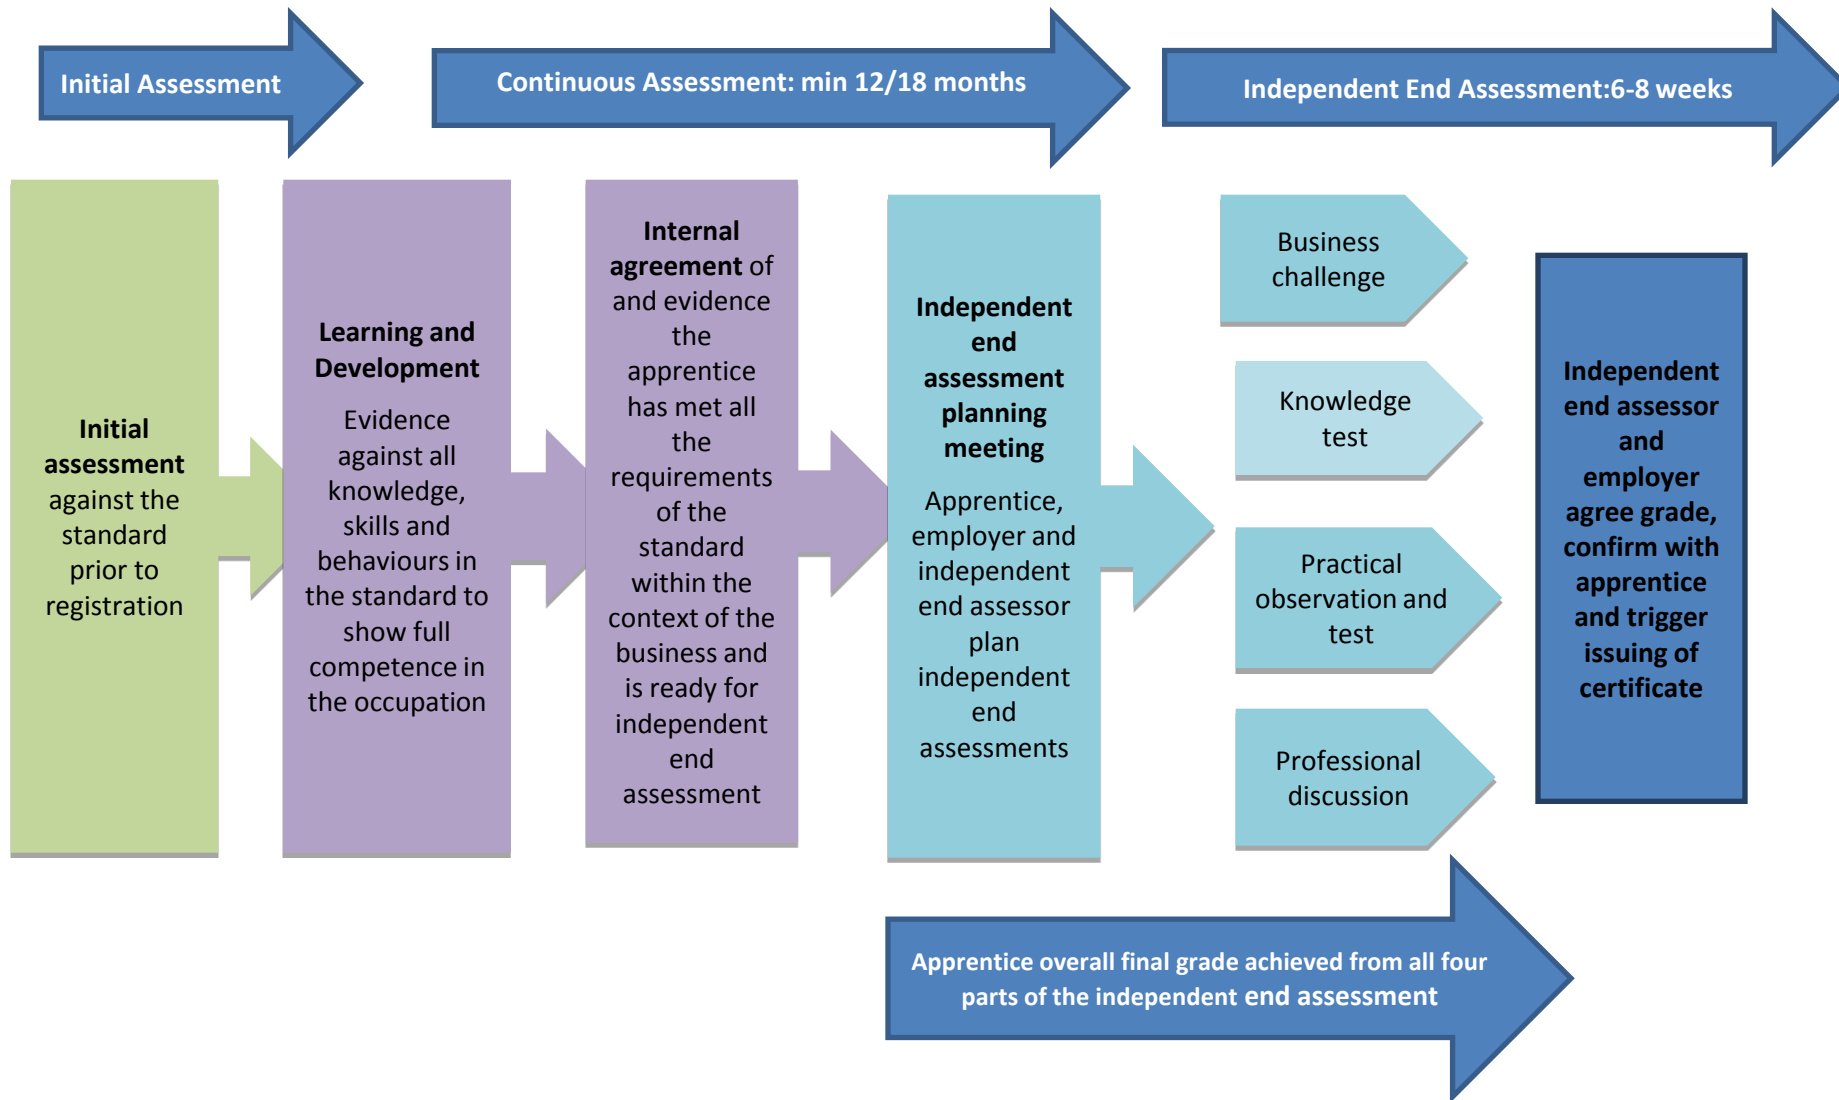 Initial Assessment
Continuous Assessment: min 12/18 months
Independent End Assessment:6-8 weeks
Initial
assessment
against the
standard
prior to
registration
Learning and
Development
Evidence
against all
knowledge,
skills and
behaviours in
the standard to
show full
competence in
the occupation
Internal
agreement of
and evidence
the
apprentice
has met all
the
requirements
of the
standard
within the
context of the
business and
is ready for
independent
end
assessment
Independent
end
assessment
planning
meeting
Apprentice,
employer and
independent
end assessor
plan
independent
end
assessments
Business
challenge
Knowledge
test
Practical
observation and
test
Professional
discussion
Independent
end assessor
and
employer
agree grade,
confirm with
apprentice
and trigger
issuing of
certificate
Apprentice overall final grade achieved from all four
parts of the independent end assessment